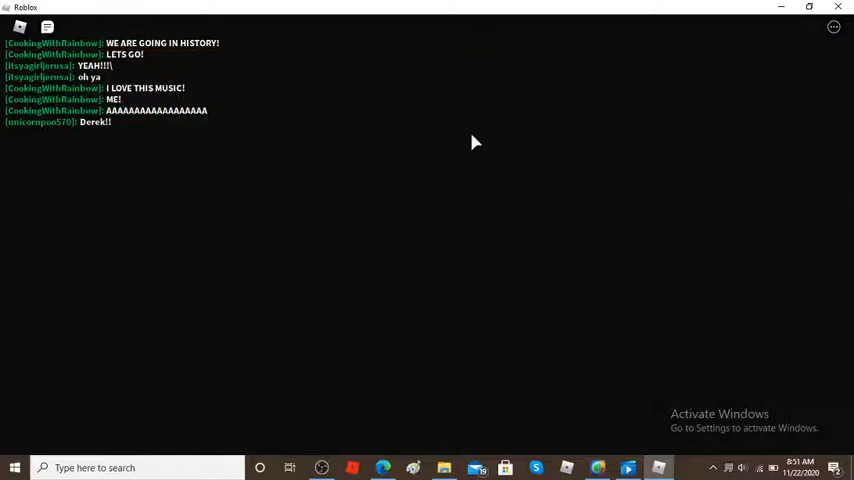 Roblox
[CookingWithRainbow]: WE ARE GOING IN HISTORY!
[CookingWithRainbow]: LETS GO!
[itsyagirljerusa]: YEAH!!!\
[itsyagirljerusa]: oh ya
[CookingWithRainbow]: I LOVE THIS MUSIC!
[CookingWithRainbow]: ME!
[CookingWithRainbow]: AAAAAAAAAAAAAAAAAA
[unicornpoo570]: Derek!!
Activate Windows
Go to Settings to activate Windows.
Type here to search
19
8:51 AM
11/22/2020
2